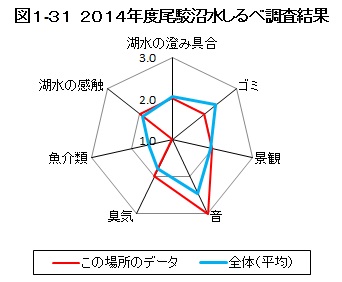 図1-31 2014年度尾駮沼水しるべ調査結果
湖水の澄み具合
3.0
湖水の感触
ゴミ
2.0
魚介類
1.0
景観
臭気
音
この場所のデータ
全体(平均)